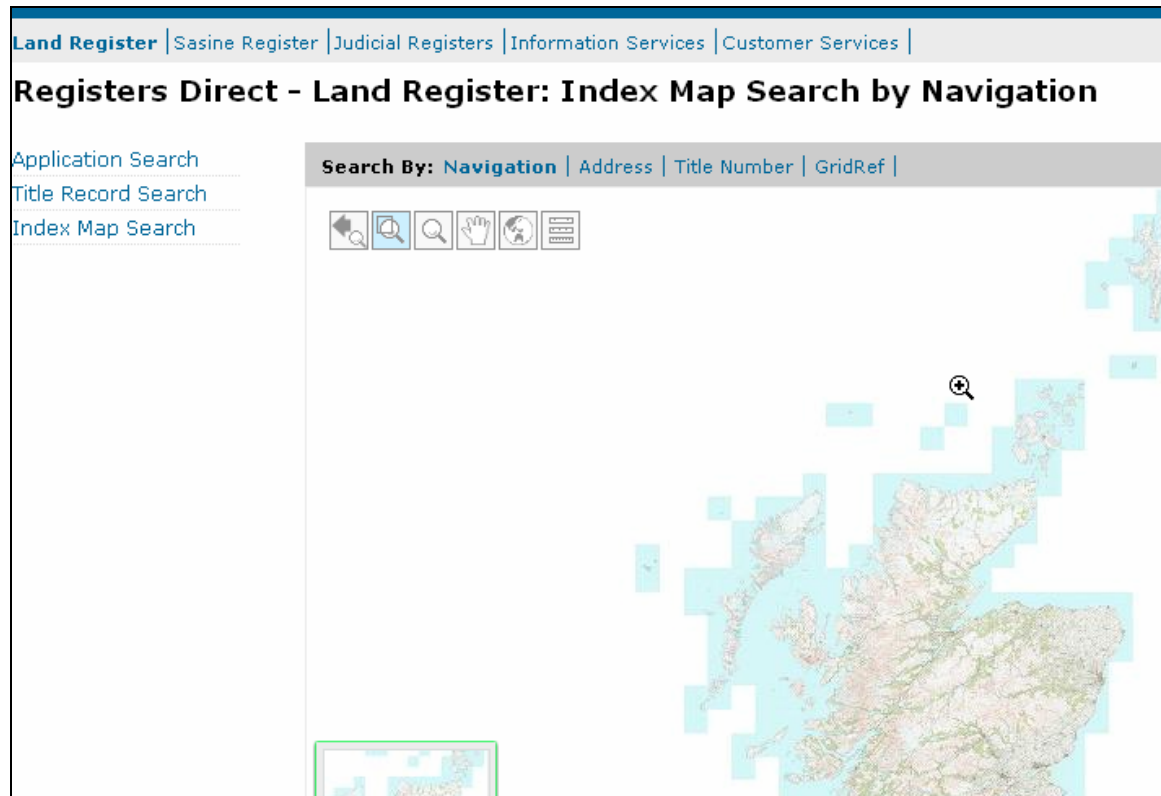 Land Register |Sasine Register |Judicial Registers |Information Services |Customer Services |
Registers Direct - Land Register: Index Map Search by Navigation
Application Search
Title Record Search
Index Map Search
Search By: Navigation | Address | Title Number | GridRef |